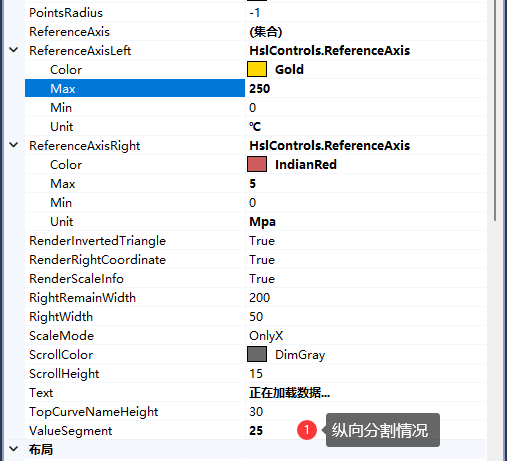 PointsRadius -1
ReferenceAxis (集合)
ReferenceAxisLeft HslControls.ReferenceAxis
Color Gold
Max 250
Min 0
Unit ℃
ReferenceAxisRight HslControls.ReferenceAxis
Color IndianRed
Max 5
Min 0
Unit Mpa
RenderInvertedTriangle True
RenderRightCoordinate True
RenderScaleInfo True
RightRemainWidth 200
RightWidth 50
ScaleMode OnlyX
ScrollColor DimGray
ScrollHeight 15
Text 正在加载数据...
TopCurveNameHeight 30
ValueSegment 25 1 纵向分割情况
布局